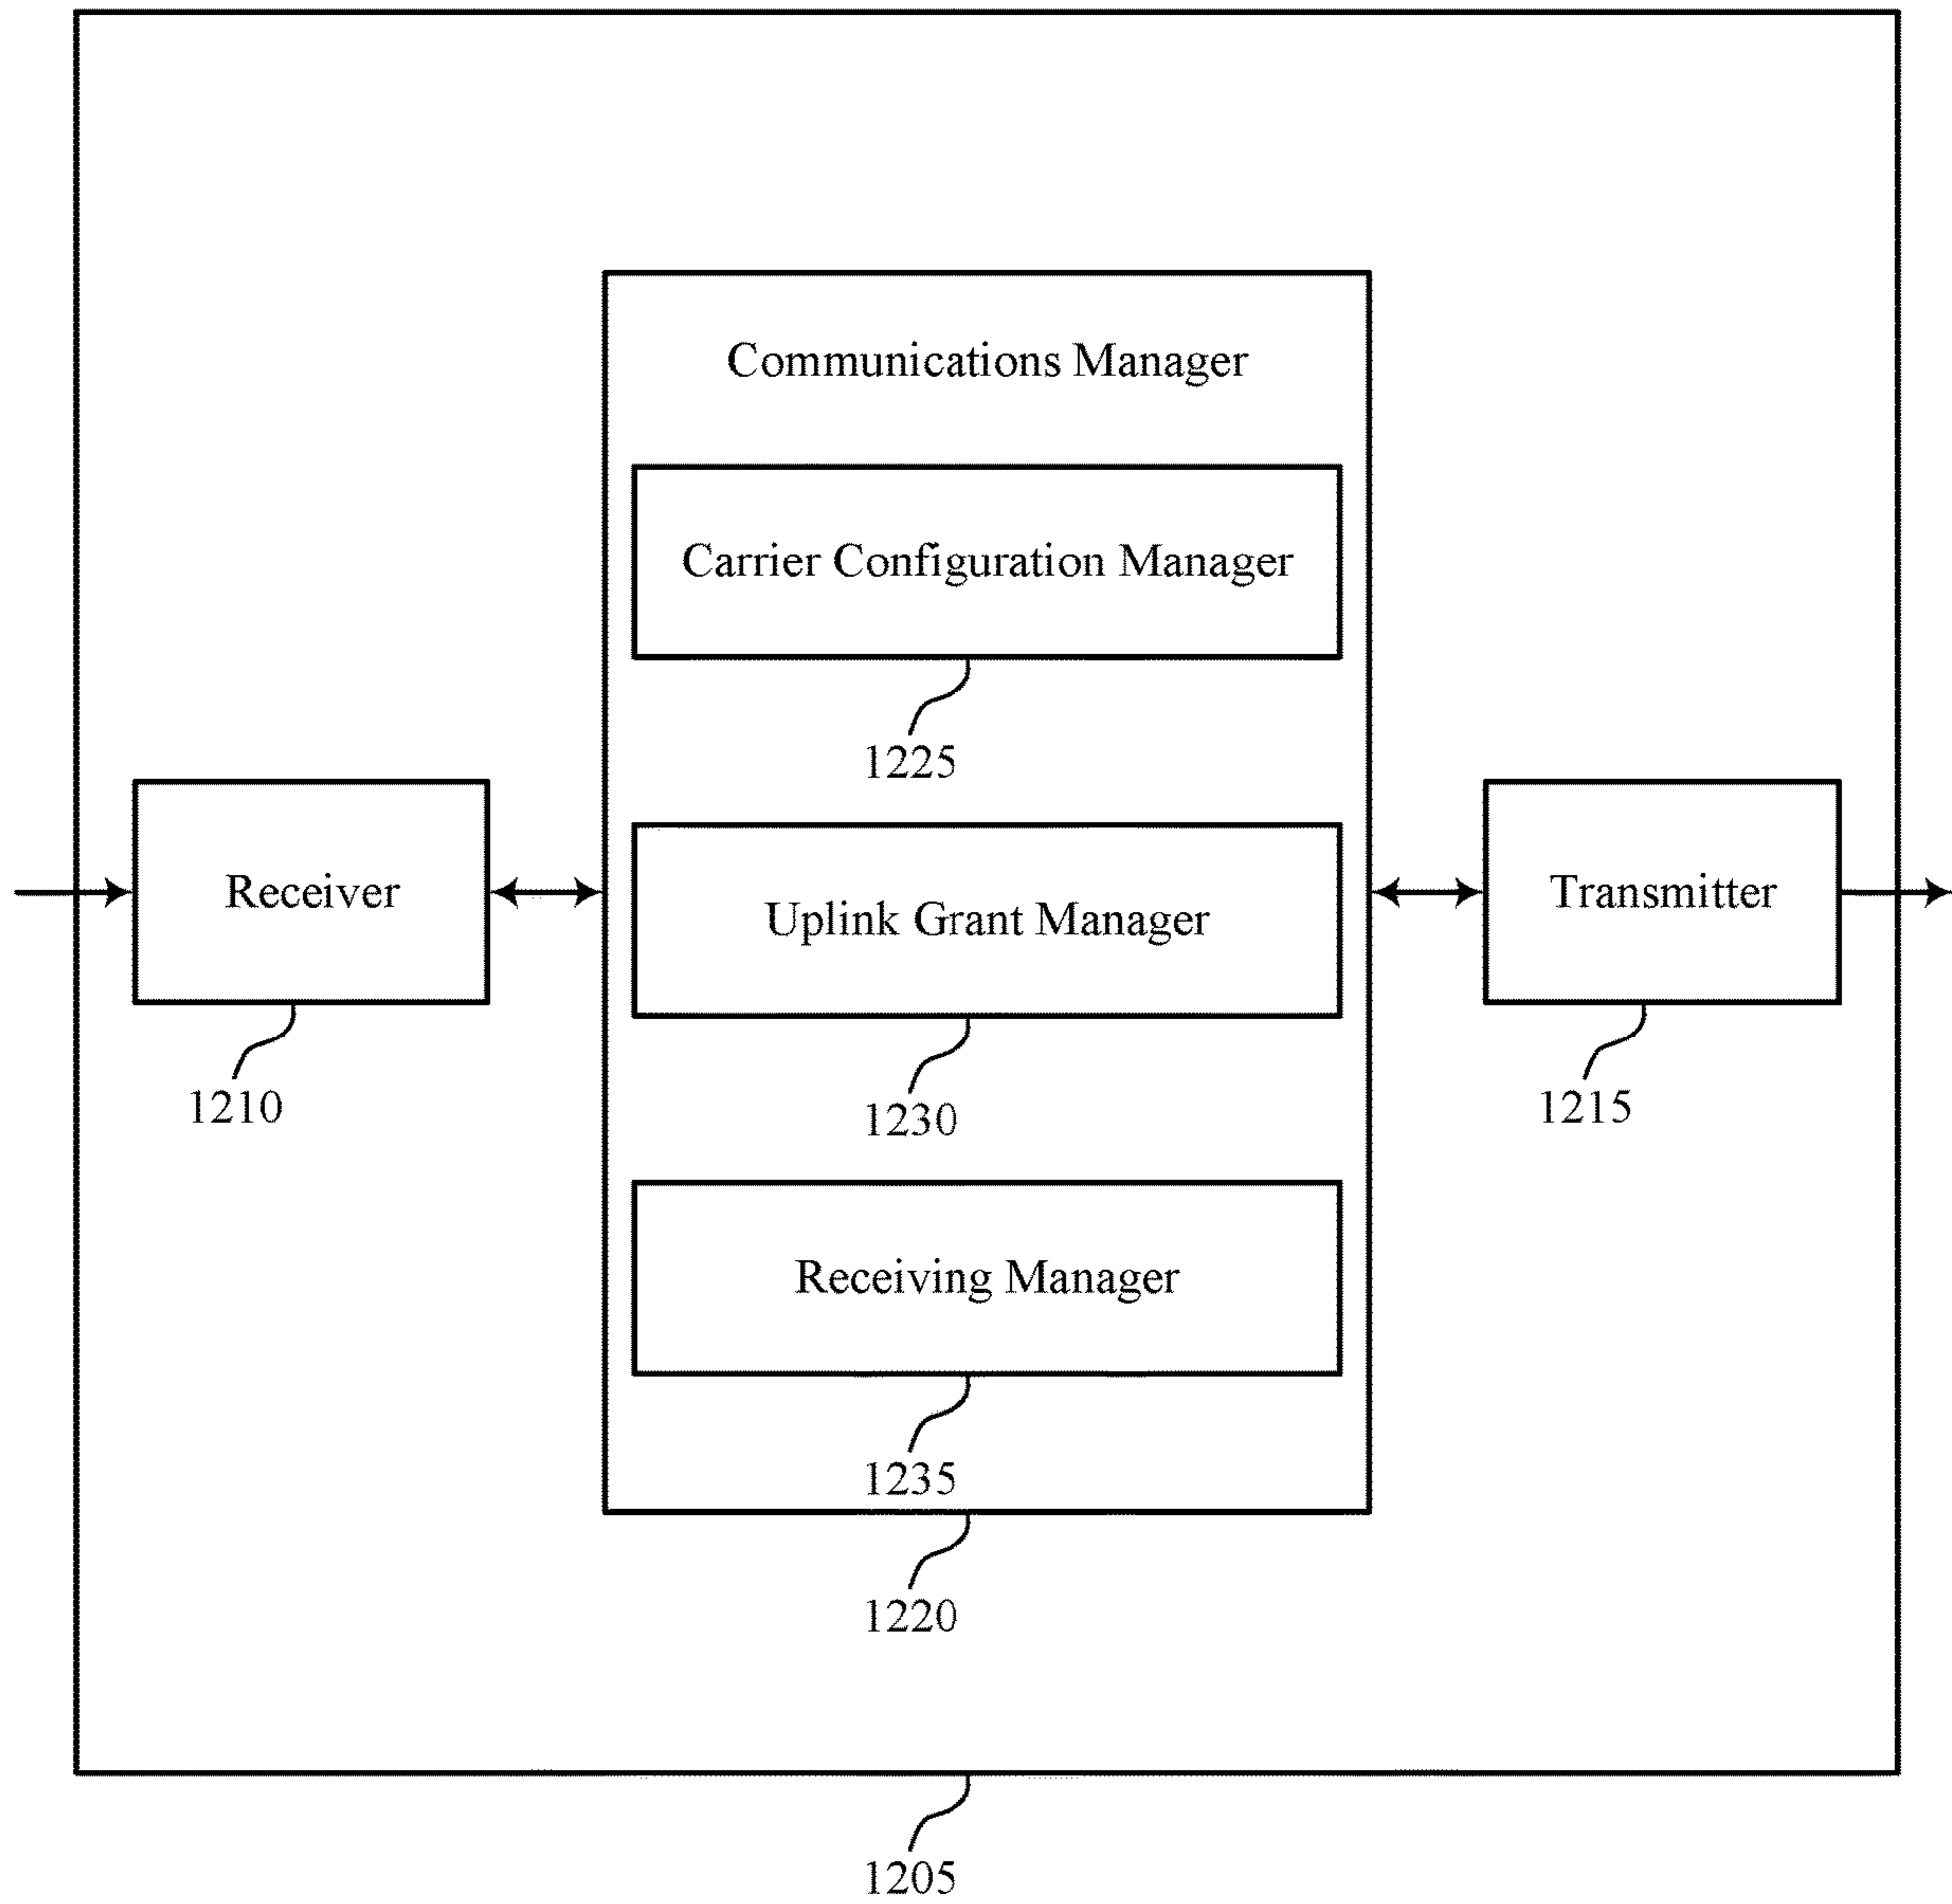 Communications Manager
Carrier Configuration Manager
1225
Receiver
Uplink Grant Manager
Transmitter
1210
1230
1215
Receiving Manager
1235
1220
1205